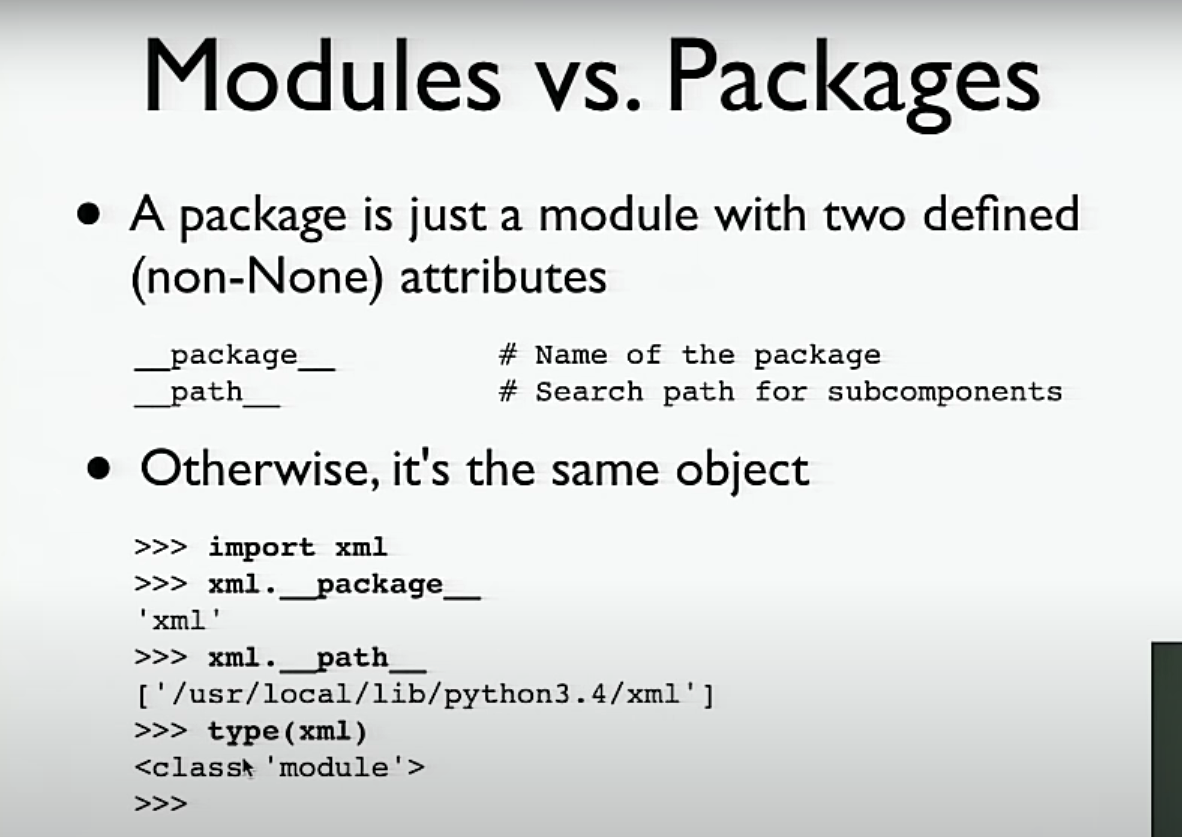 Modules vs. Packages
• A package is just a module with two defined
(non-None) attributes
__package__ # Name of the package
__path__ # Search path for subcomponents
• Otherwise, it's the same object
>>> import xml
>>> xml.__package__
'xml'
>>> xml.__path__
['/usr/local/lib/python3.4/xml']
>>> type(xml)
<class 'module'>
>>>